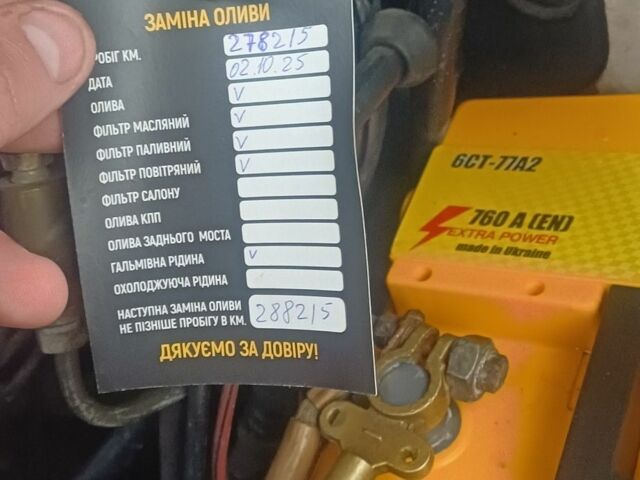 ЗАМІНА ОЛИВИ
РОБІГ КМ. 278215
ДАТА 02.10.25
ОЛИВА V
ФІЛЬТР МАСЛЯНИЙ V
ФІЛЬТР ПАЛИВНИЙ V
ФІЛЬТР ПОВІТРЯНИЙ V
ФІЛЬТР САЛОНУ
ОЛИВА КПП
ОЛИВА ЗАДНЬОГО МОСТА
ГАЛЬМІВНА РІДИНА V
ОХОЛОДЖУЮЧА РІДИНА
НАСТУПНА ЗАМІНА ОЛИВИ
НЕ ПІЗНІШЕ ПРОБІГУ В КМ. 288215
ДЯКУЄМО ЗА ДОВІРУ!
6СТ-77А2
760 A (EN)
EXTRA POWER
made in Ukraine